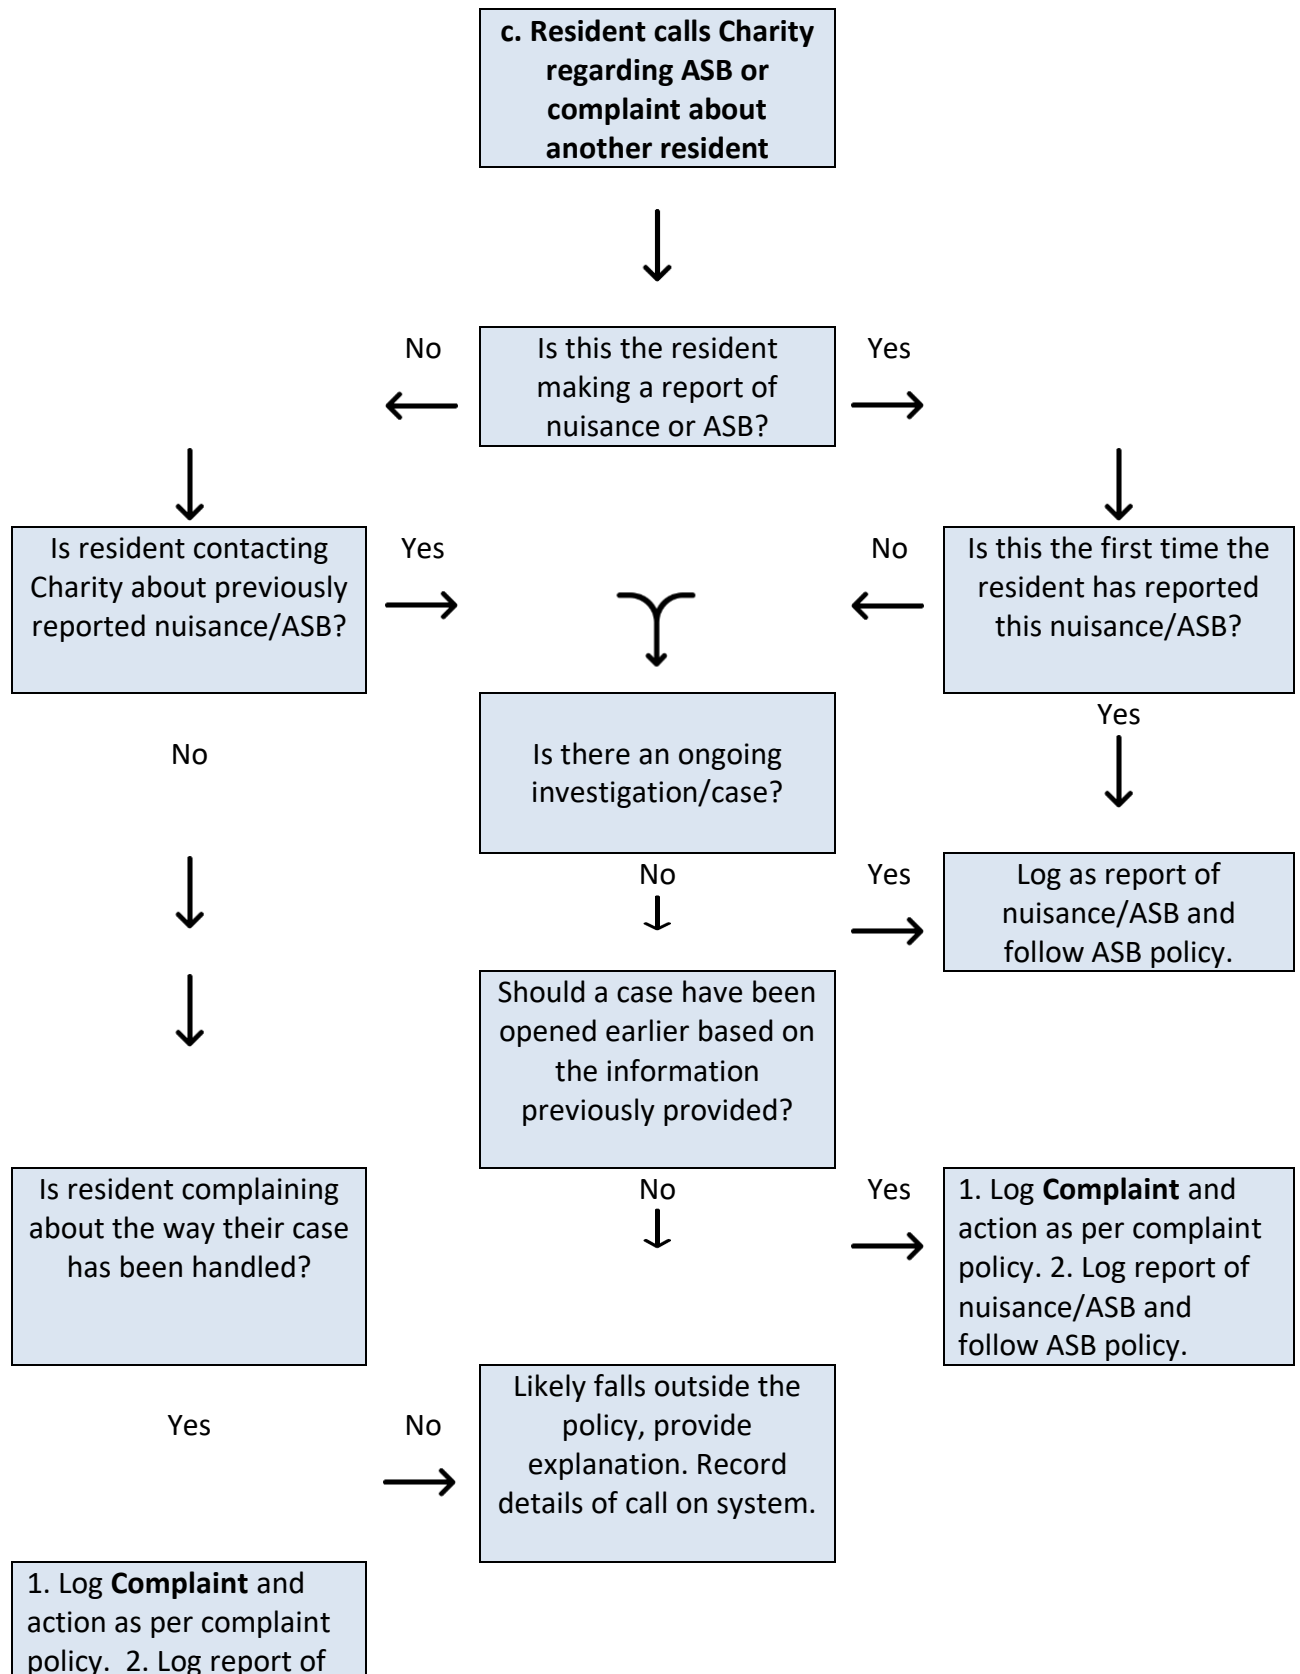 c. Resident calls Charity
regarding ASB or
complaint about
another resident
No
Is this the resident
making a report of
nuisance or ASB?
Yes
Is resident contacting
Charity about previously
reported nuisance/ASB?
Yes
No
Is this the first time the
resident has reported
this nuisance/ASB?
No
Is there an ongoing
investigation/case?
Yes
No
Yes
Log as report of
nuisance/ASB and
follow ASB policy.
Should a case have been
opened earlier based on
the information
previously provided?
Is resident complaining
about the way their case
has been handled?
No
Yes
1. Log Complaint and
action as per complaint
policy. 2. Log report of
nuisance/ASB and
follow ASB policy.
Yes
No
Likely falls outside the
policy, provide
explanation. Record
details of call on system.
1. Log Complaint and
action as per complaint
policy.  2. Log report of